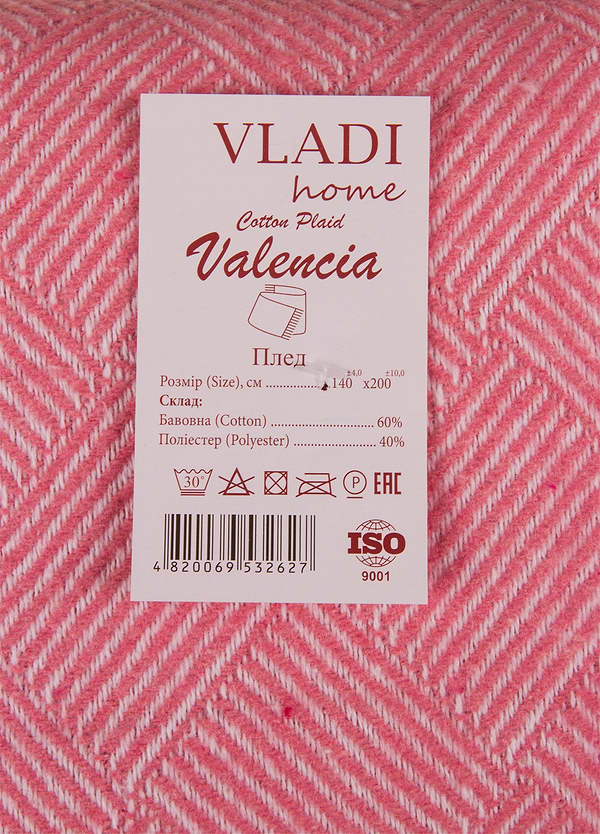 VLADI
home
Cotton Plaid
Valencia
Плед
Розмір (Size), см ................ 140 ±4,0 x200 ±10,0
Склад:
Бавовна (Cotton) .......................... 60%
Поліестер (Polyester) ..................... 40%
30° P EAC
ISO
9001
4 820069 532627